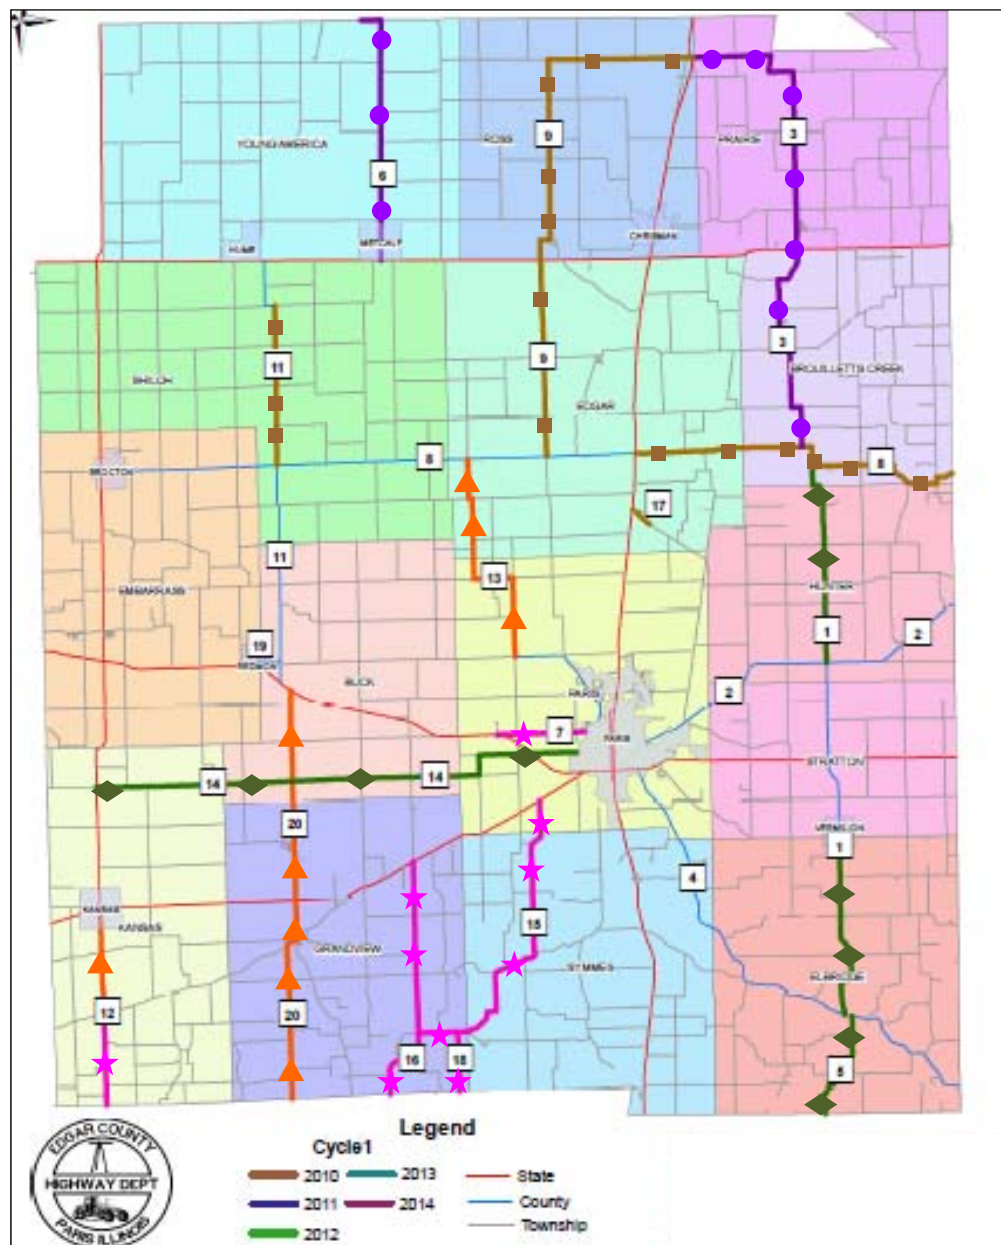 YOUNG AMERICA
ROSS
9
PRAIRIE
3
6
HUME
METCALF
CHRISMAN
3
SHILOH
11
9
EDGAR
BROUILLETTS CREEK
BROCTON
8
8
17
11
13
EMBARRASS
HUNTER
1
2
19
REDMON
BUCK
PARIS
2
7
PARIS
STRATTON
14
14
20
VERMILION
1
4
KANSAS
KANSAS
15
GRANDVIEW
SYMMES
ELBRIDGE
12
20
16
18
5
Legend
Cycle1
2010
2013
State
2011
2014
County
2012
Township
EDGAR COUNTY
HIGHWAY DEPT
PARIS ILLINOIS